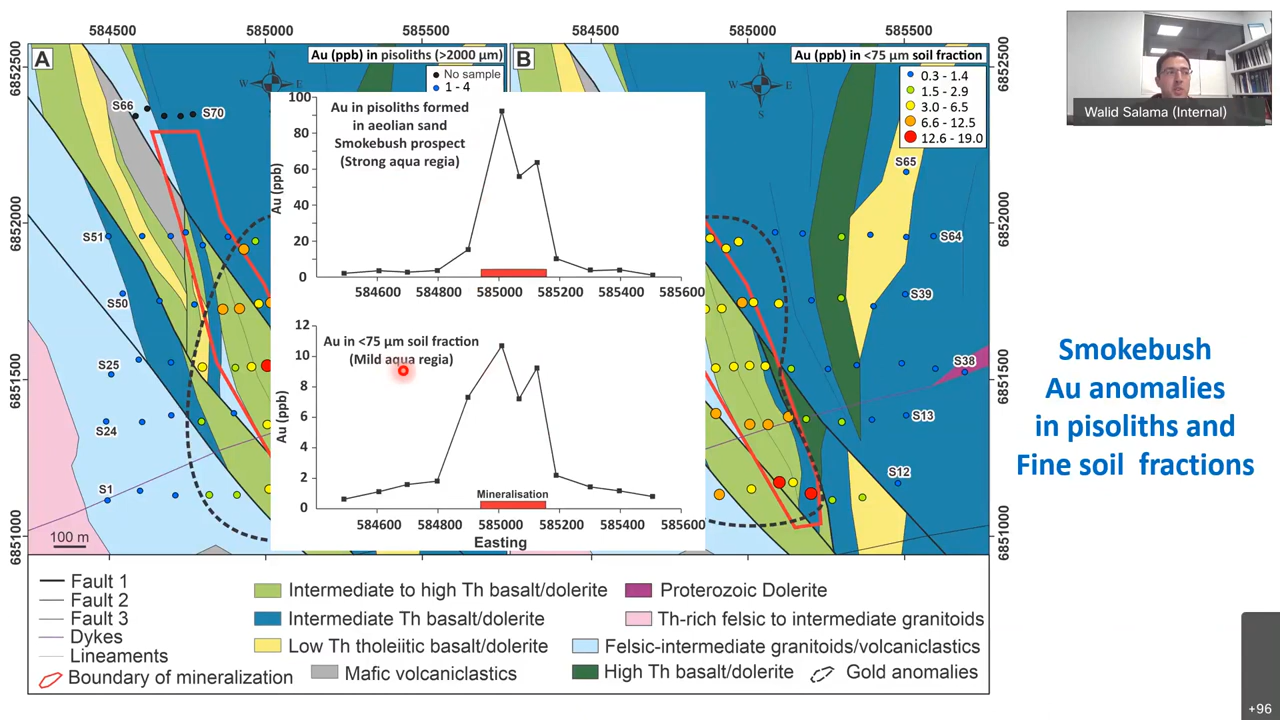 584500 585000 585500 584500 585000 585500
6852500
6852000
6851500
6851000
A
Au (ppb) in pisoliths (>2000 µm)
N
W
No sample
1 - 4
S66
S70
S51
S50
S25
S24
S1
100 m
Au in pisoliths formed
in aeolian sand
Smokebush prospect
(Strong aqua regia)
Au (ppb)
100
80
60
40
20
0
584600 584800 585000 585200 585400 585600
Au in <75 µm soil fraction
(Mild aqua regia)
Au (ppb)
12
10
8
6
4
2
0
Mineralisation
584600 584800 585000 585200 585400 585600
Easting
B
Au (ppb) in <75 µm soil fraction
N
W E
S
0.3 - 1.4
1.5 - 2.9
3.0 - 6.5
6.6 - 12.5
12.6 - 19.0
S65
S64
S39
S38
S13
S12
6852500
6852000
6851500
6851000
Fault 1
Fault 2
Fault 3
Dykes
Lineaments
Boundary of mineralization
Intermediate to high Th basalt/dolerite
Intermediate Th basalt/dolerite
Low Th tholeiitic basalt/dolerite
Mafic volcaniclastics
Proterozoic Dolerite
Th-rich felsic to intermediate granitoids
Felsic-intermediate granitoids/volcaniclastics
High Th basalt/dolerite
Gold anomalies
Walid Salama (Internal)
Smokebush
Au anomalies
in pisoliths and
Fine soil fractions
+96